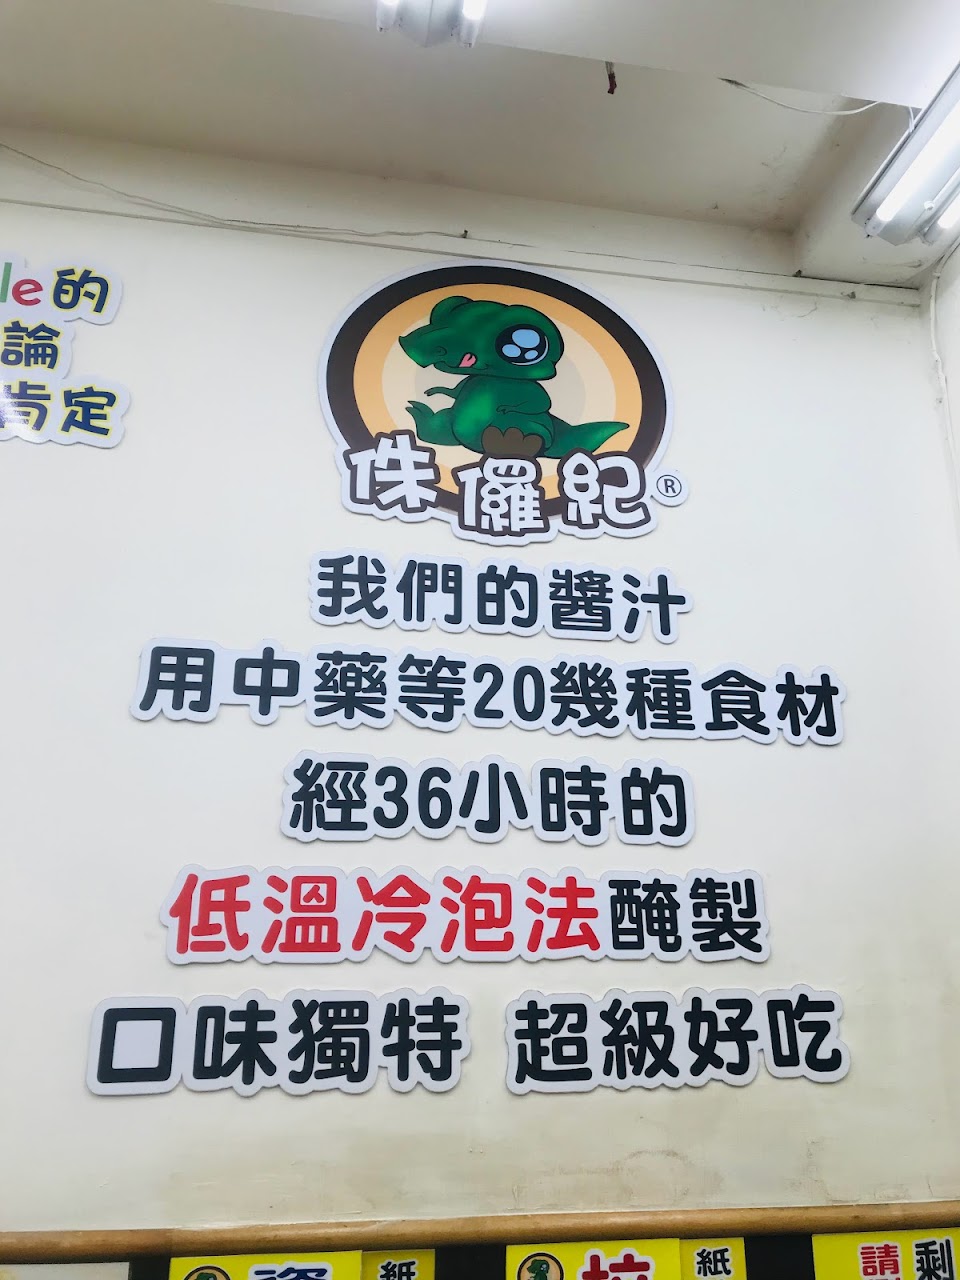 le的
論
肯定
侏儸紀®
我們的醬汁
用中藥等20幾種食材
經36小時的
低溫冷泡法醃製
口味獨特 超級好吃
紙
紙
請剩